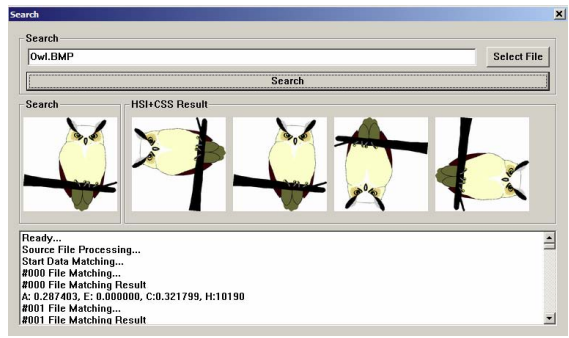 Search
Search
Owl.BMP
Select File
Search
Search
HSI+CSS Result
Ready...
Source File Processing...
Start Data Matching...
#000 File Matching...
#000 File Matching Result
A: 0.287403, E: 0.000000, C:0.321799, H:10190
#001 File Matching...
#001 File Matching Result